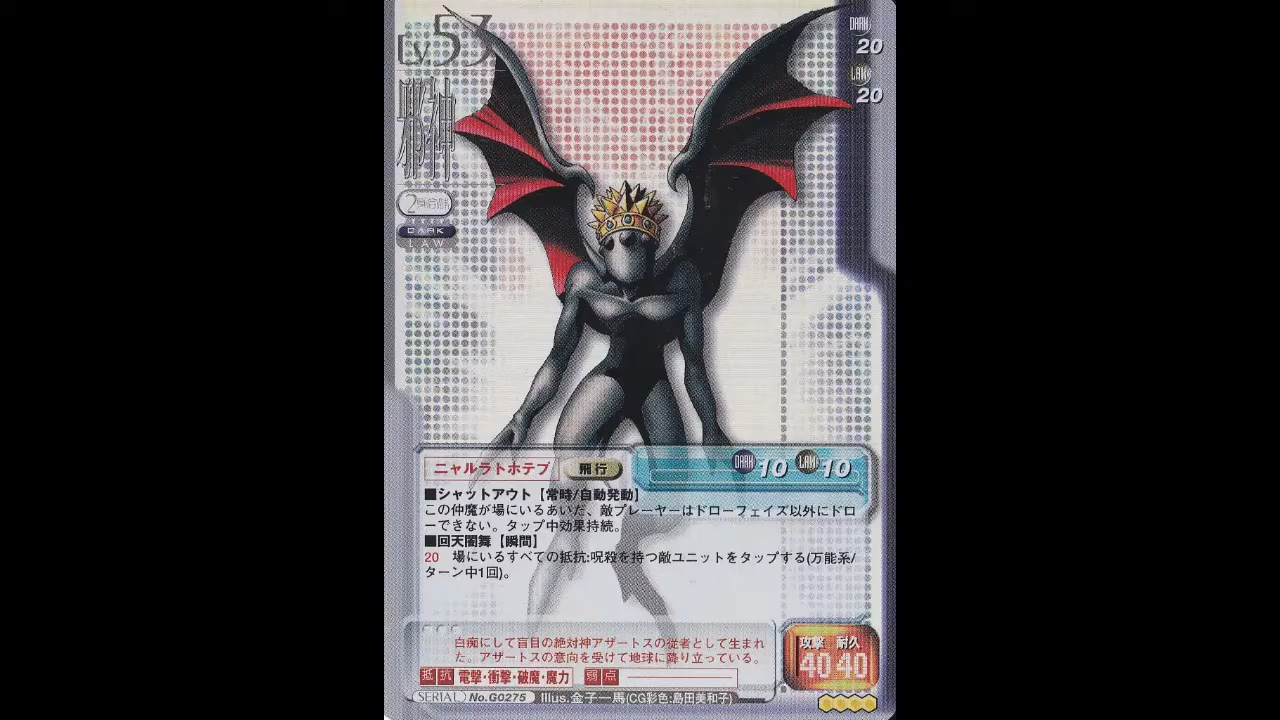 Lv53
DARK
20
LAW
20
邪神
2身合体
DARK
LAW
ニャルラトホテプ 飛行 DARK 10 LAW 10
■シャットアウト【常時/自動発動】
この仲魔が場にいるあいだ、敵プレーヤーはドローフェイズ以外にドロ
ーできない。タップ中効果持続。
■回天闇舞【瞬間】
20 場にいるすべての抵抗:呪殺を持つ敵ユニットをタップする(万能系/
ターン中1回)。
白痴にして盲目の絶対神アザートスの従者として生まれ
た。アザートスの意向を受けて地球に降り立っている。
攻撃 耐久
40 40
抵抗 電撃・衝撃・破魔・魔力 弱点
SERIAL No.G0275 Illus.金子一馬(CG彩色:島田美和子)